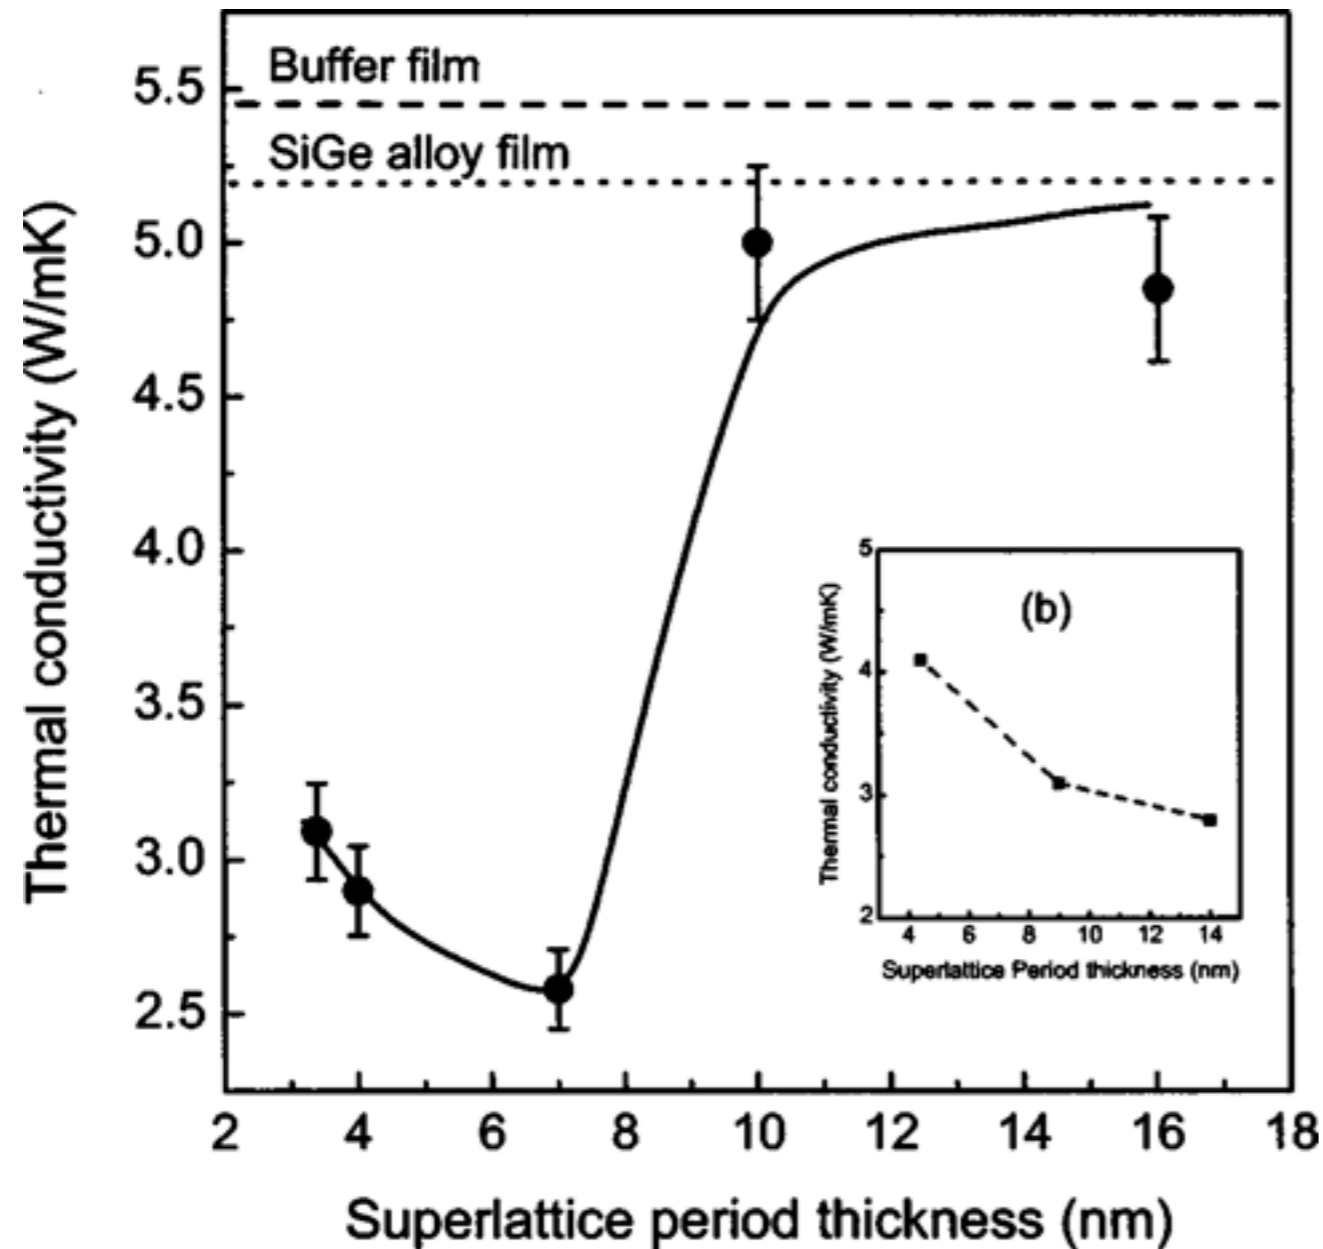 Buffer film
SiGe alloy film
5.5
5.0
4.5
4.0
3.5
3.0
2.5
Thermal conductivity (W/mK)
2 4 6 8 10 12 14 16 18
Superlattice period thickness (nm)
(b)
5
4
3
2
Thermal conductivity (W/mK)
4 6 8 10 12 14
Superlattice Period thickness (nm)